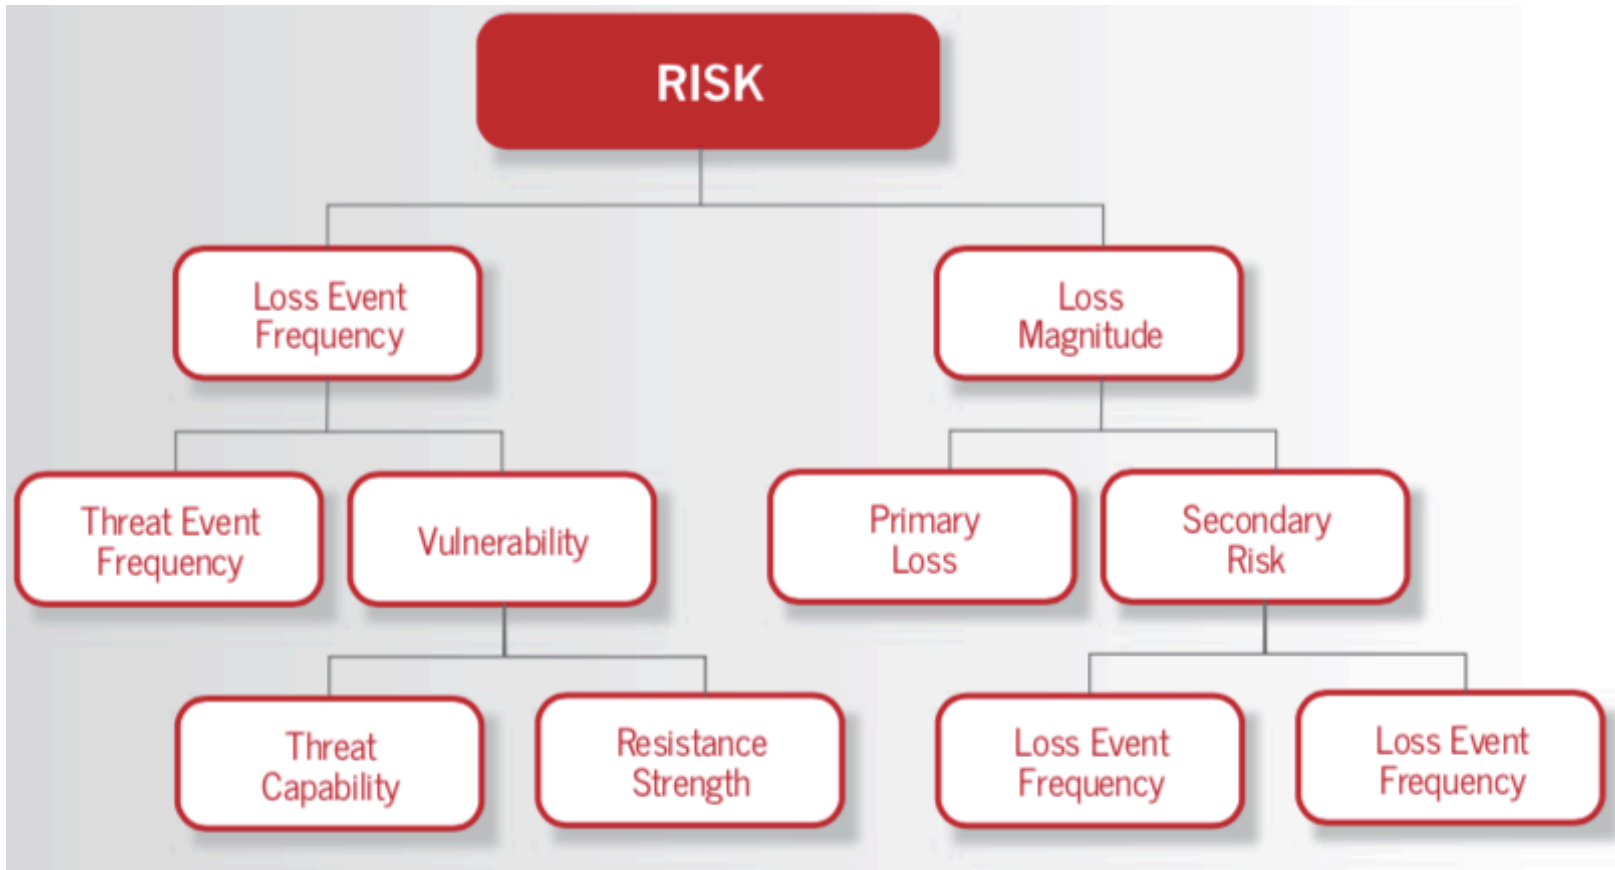 RISK
Loss Event
Frequency
Loss
Magnitude
Threat Event
Frequency
Vulnerability
Primary
Loss
Secondary
Risk
Threat
Capability
Resistance
Strength
Loss Event
Frequency
Loss Event
Frequency